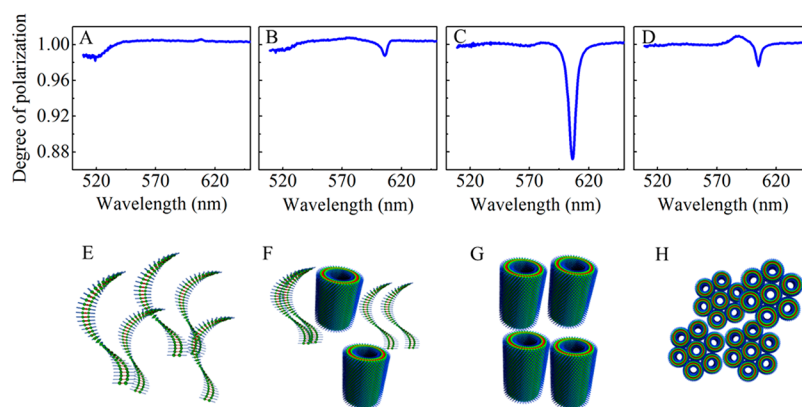 A
B
C
D
Degree of polarization
1.00
0.96
0.92
0.88
520 570 620
520 570 620
520 570 620
520 570 620
Wavelength (nm)
Wavelength (nm)
Wavelength (nm)
Wavelength (nm)
E
F
G
H